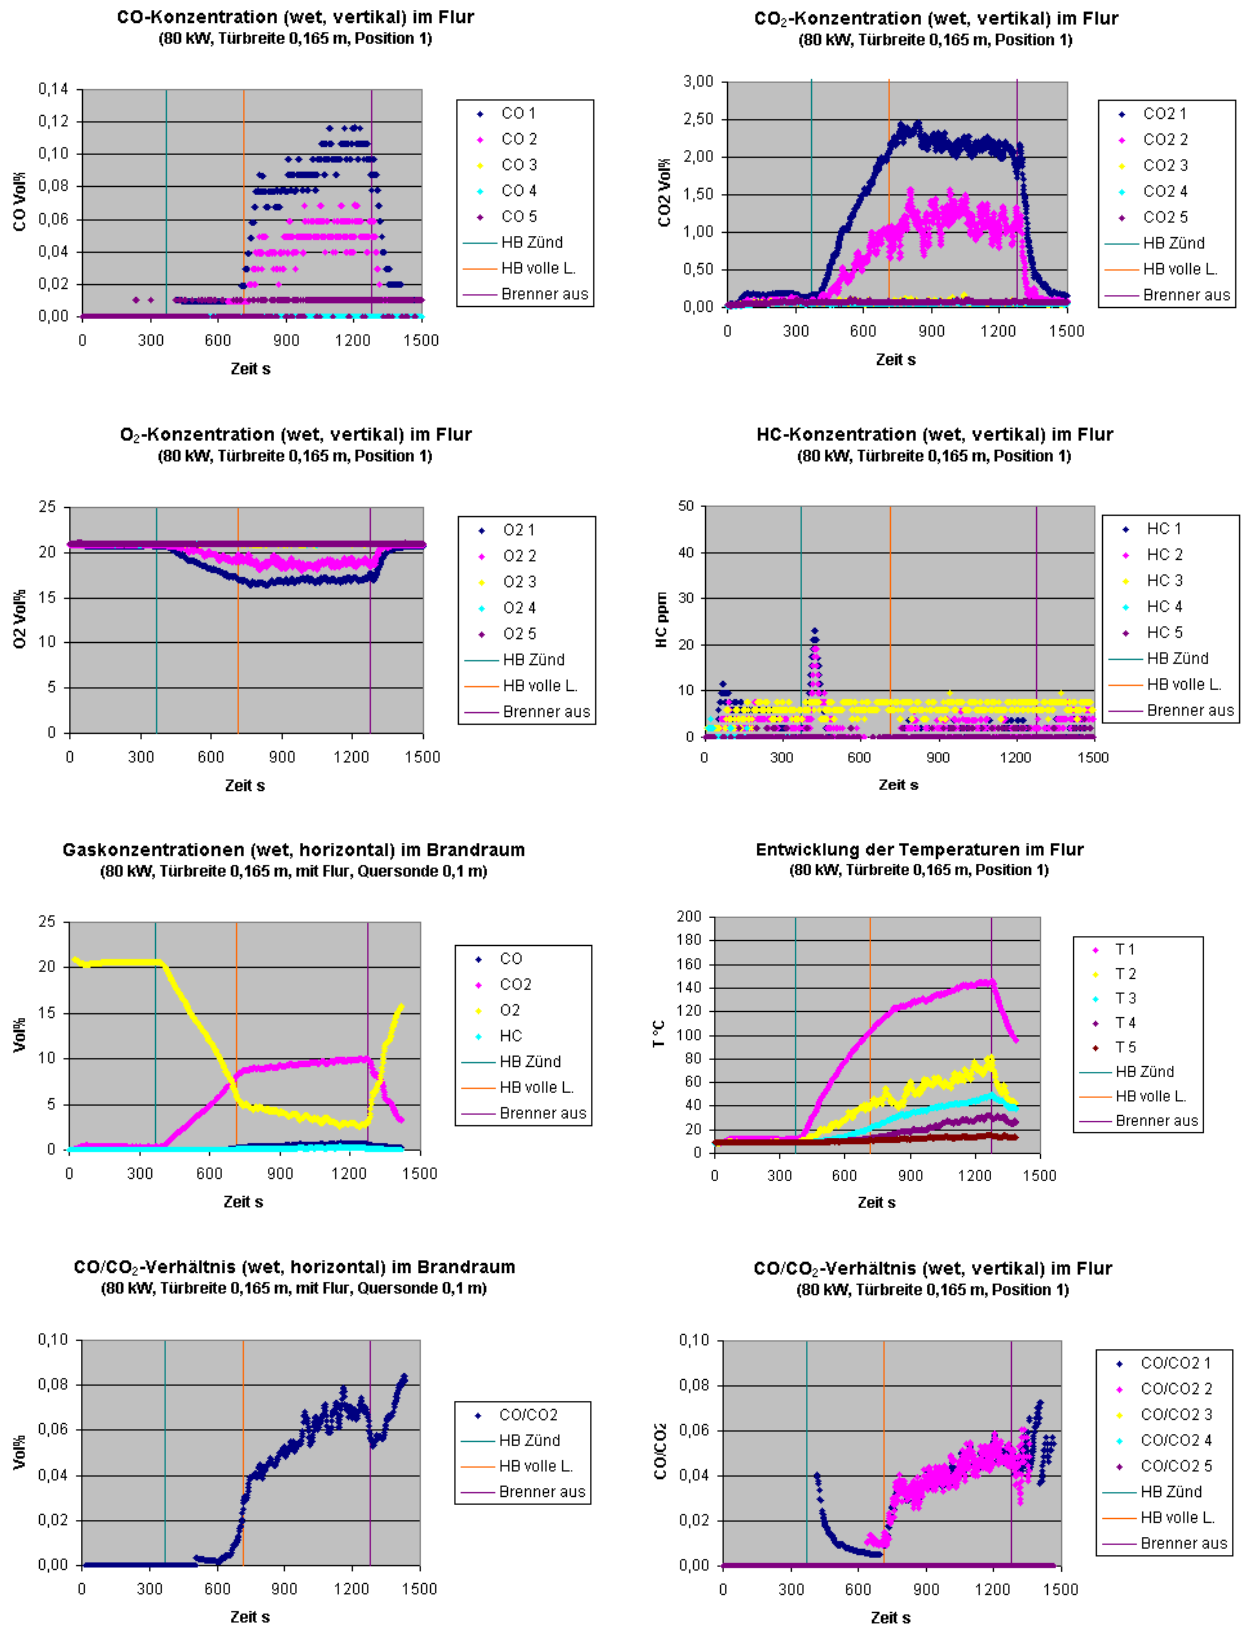 CO-Konzentration (wet, vertikal) im Flur
(80 kW, Türbreite 0,165 m, Position 1)
0,14
0,12
0,10
0,08
0,06
0,04
0,02
0,00
CO Vol%
0 300 600 900 1200 1500
Zeit s
CO 1
CO 2
CO 3
CO 4
CO 5
HB Zünd
HB volle L.
Brenner aus
CO₂-Konzentration (wet, vertikal) im Flur
(80 kW, Türbreite 0,165 m, Position 1)
3,00
2,50
2,00
1,50
1,00
0,50
0,00
CO2 Vol%
0 300 600 900 1200 1500
Zeit s
CO2 1
CO2 2
CO2 3
CO2 4
CO2 5
HB Zünd
HB volle L.
Brenner aus
O₂-Konzentration (wet, vertikal) im Flur
(80 kW, Türbreite 0,165 m, Position 1)
25
20
15
10
5
0
O2 Vol%
0 300 600 900 1200 1500
Zeit s
O2 1
O2 2
O2 3
O2 4
O2 5
HB Zünd
HB volle L.
Brenner aus
HC-Konzentration (wet, vertikal) im Flur
(80 kW, Türbreite 0,165 m, Position 1)
50
40
30
20
10
0
HC ppm
0 300 600 900 1200 1500
Zeit s
HC 1
HC 2
HC 3
HC 4
HC 5
HB Zünd
HB volle L.
Brenner aus
Gaskonzentrationen (wet, horizontal) im Brandraum
(80 kW, Türbreite 0,165 m, mit Flur, Quersonde 0,1 m)
25
20
15
10
5
0
Vol%
0 300 600 900 1200 1500
Zeit s
CO
CO2
O2
HC
HB Zünd
HB volle L.
Brenner aus
Entwicklung der Temperaturen im Flur
(80 kW, Türbreite 0,165 m, Position 1)
200
180
160
140
120
100
80
60
40
20
0
T °C
0 300 600 900 1200 1500
Zeit s
T 1
T 2
T 3
T 4
T 5
HB Zünd
HB volle L.
Brenner aus
CO/CO₂-Verhältnis (wet, horizontal) im Brandraum
(80 kW, Türbreite 0,165 m, mit Flur, Quersonde 0,1 m)
0,10
0,08
0,06
0,04
0,02
0,00
Vol%
0 300 600 900 1200 1500
Zeit s
CO/CO2
HB Zünd
HB volle L.
Brenner aus
CO/CO₂-Verhältnis (wet, vertikal) im Flur
(80 kW, Türbreite 0,165 m, Position 1)
0,10
0,08
0,06
0,04
0,02
0,00
CO/CO2
0 300 600 900 1200 1500
Zeit s
CO/CO2 1
CO/CO2 2
CO/CO2 3
CO/CO2 4
CO/CO2 5
HB Zünd
HB volle L.
Brenner aus